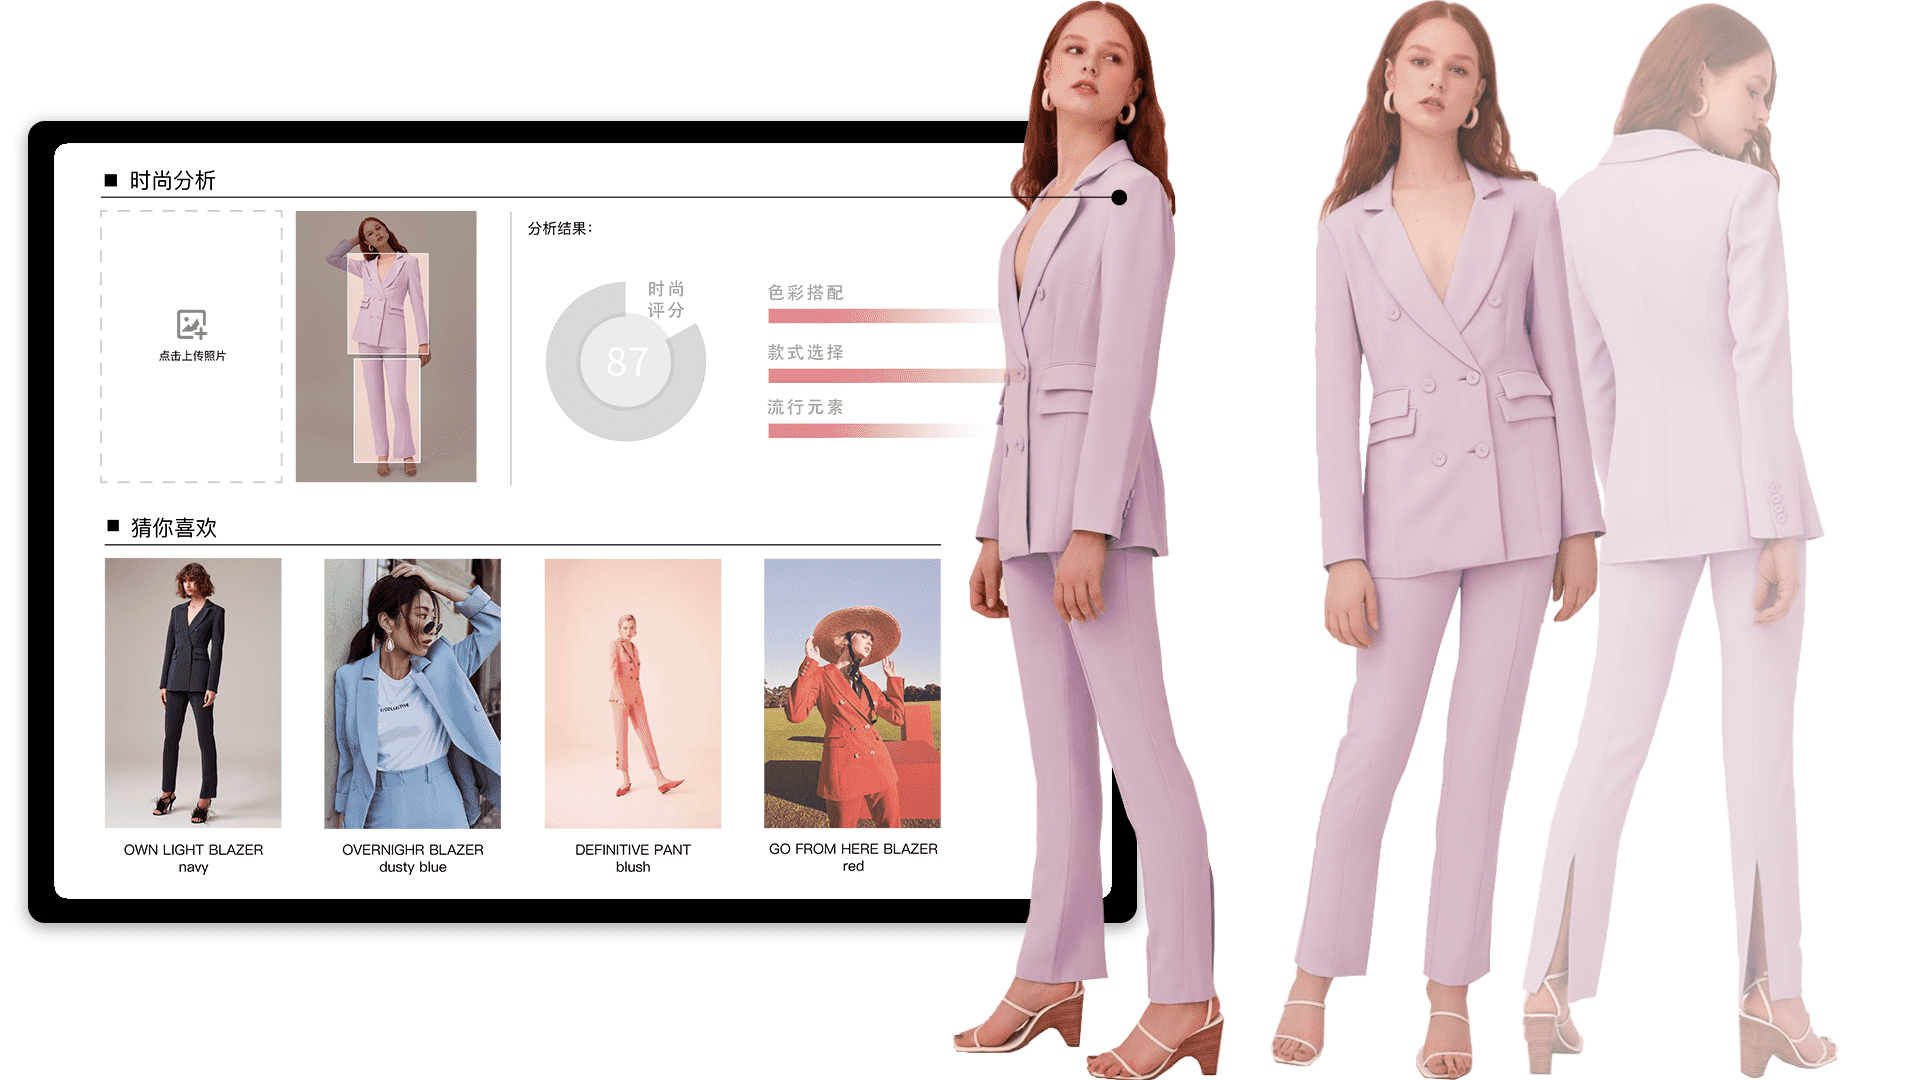 时尚分析
点击上传照片
分析结果:
时尚
评分
87
色彩搭配
款式选择
流行元素
猜你喜欢
OWN LIGHT BLAZER
navy
OVERNIGHR BLAZER
dusty blue
DEFINITIVE PANT
blush
GO FROM HERE BLAZER
red